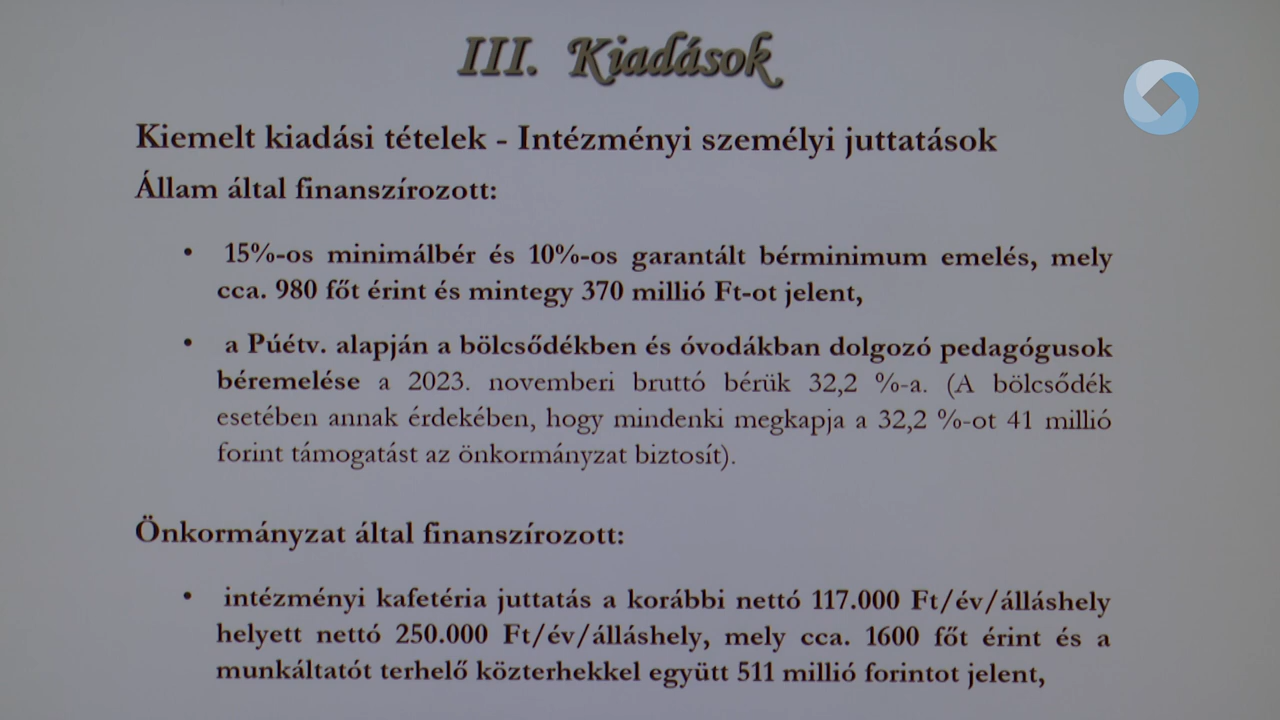 III. Kiadások
Kiemelt kiadási tételek - Intézményi személyi juttatások
Állam által finanszírozott:
• 15%-os minimálbér és 10%-os garantált bérminimum emelés, mely
cca. 980 főt érint és mintegy 370 millió Ft-ot jelent,
• a Púétv. alapján a bölcsődékben és óvodákban dolgozó pedagógusok
béremelése a 2023. novemberi bruttó bérük 32,2 %-a. (A bölcsődék
esetében annak érdekében, hogy mindenki megkapja a 32,2 %-ot 41 millió
forint támogatást az önkormányzat biztosít).
Önkormányzat által finanszírozott:
• intézményi kafetéria juttatás a korábbi nettó 117.000 Ft/év/álláshely
helyett nettó 250.000 Ft/év/álláshely, mely cca. 1600 főt érint és a
munkáltatót terhelő közterhekkel együtt 511 millió forintot jelent,